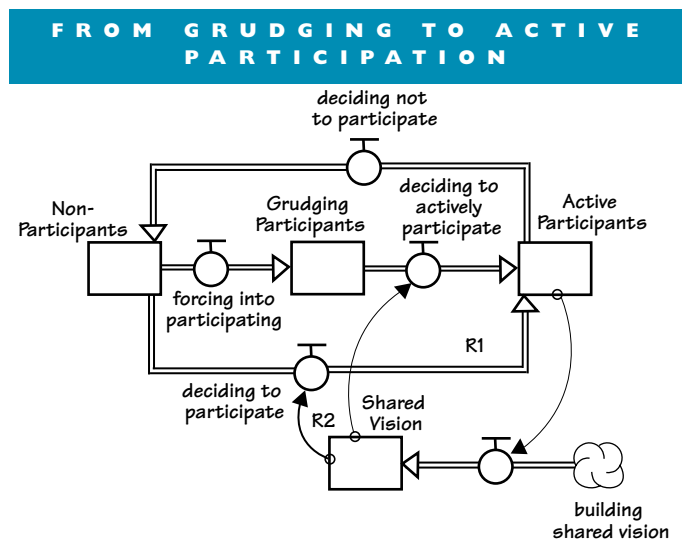 FROM GRUDGING TO ACTIVE
PARTICIPATION
deciding not
to participate
Non-
Participants
Grudging
Participants
deciding to
actively
participate
Active
Participants
forcing into
participating
R1
deciding to
participate
R2
Shared
Vision
building
shared vision